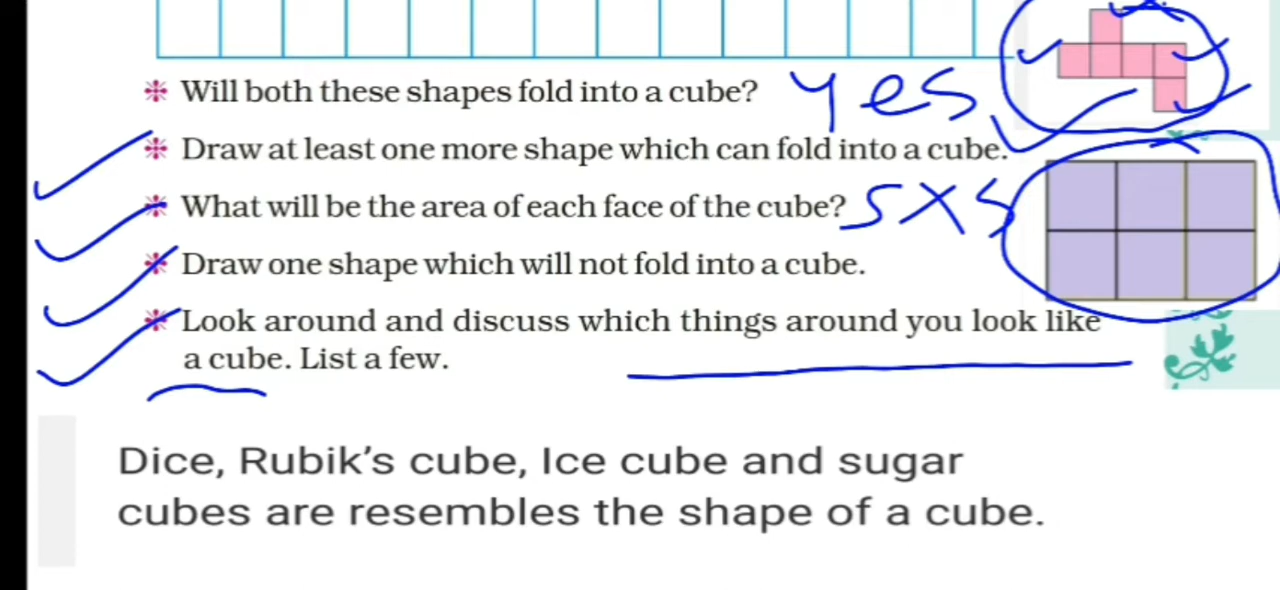 Will both these shapes fold into a cube? yes
Draw at least one more shape which can fold into a cube.
What will be the area of each face of the cube? 5x5
Draw one shape which will not fold into a cube.
Look around and discuss which things around you look like
a cube. List a few.
Dice, Rubik’s cube, Ice cube and sugar
cubes are resembles the shape of a cube.